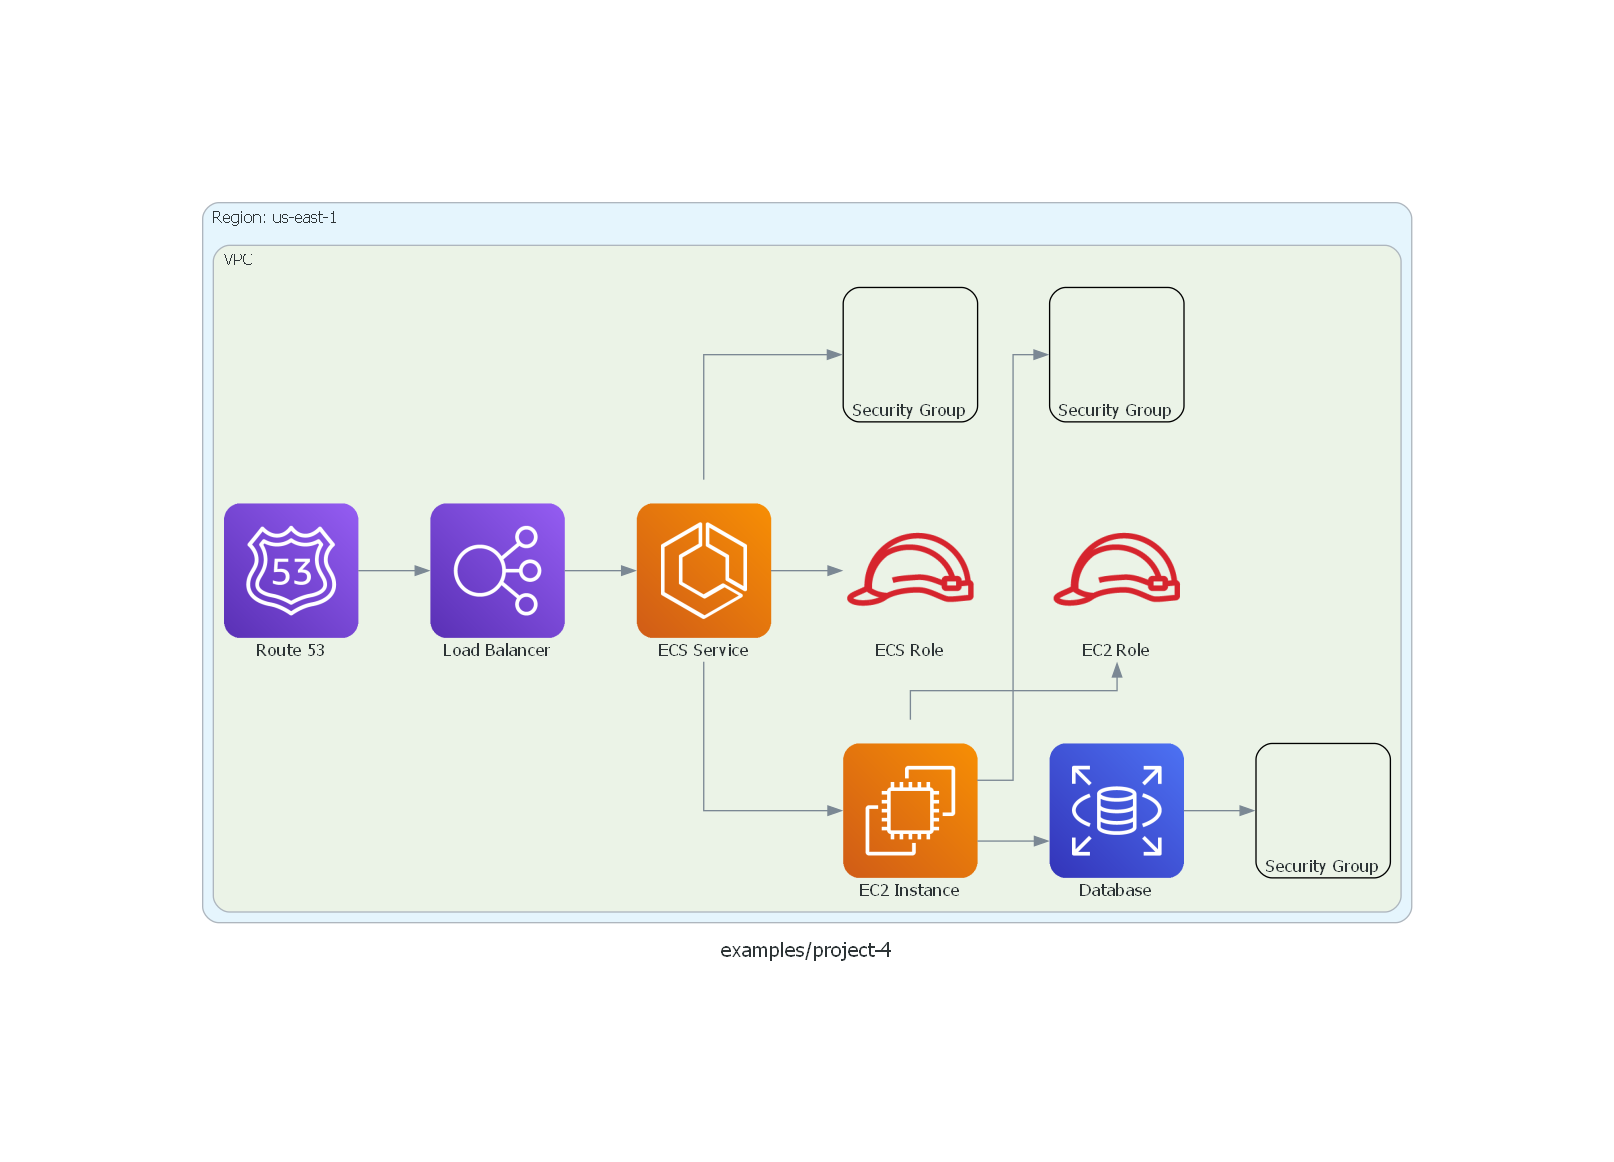 Region: us-east-1
VPC
Security Group
Security Group
53
Route 53
Load Balancer
ECS Service
ECS Role
EC2 Role
EC2 Instance
Database
Security Group
examples/project-4